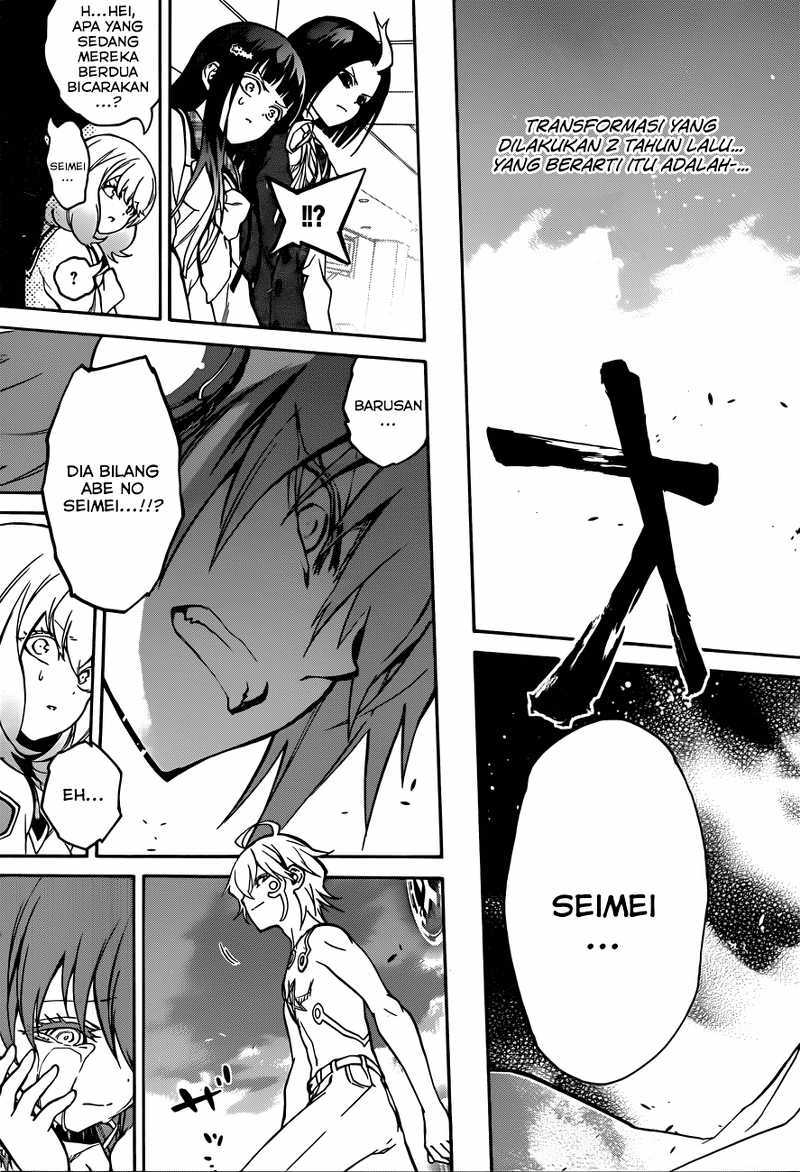 TRANSFORMASI YANG
DILAKUKAN 2 TAHUN LALU...
YANG BERARTI ITU ADALAH-...
大
SEIMEI
...
!!?
H...HEI,
APA YANG
SEDANG
MEREKA
BERDUA
BICARAKAN
...?
SEIMEI
...
?
BARUSAN
...
DIA BILANG
ABE NO
SEIMEI...!!?
EH...